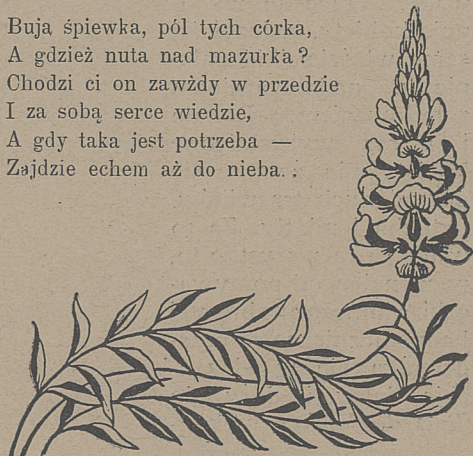 Buja śpiewka, pól tych córka,
A gdzież nuta nad mazurka?
Chodzi ci on zawżdy w przedzie
I za sobą serce wiedzie,
A gdy taka jest potrzeba —
Zajdzie echem aż do nieba..